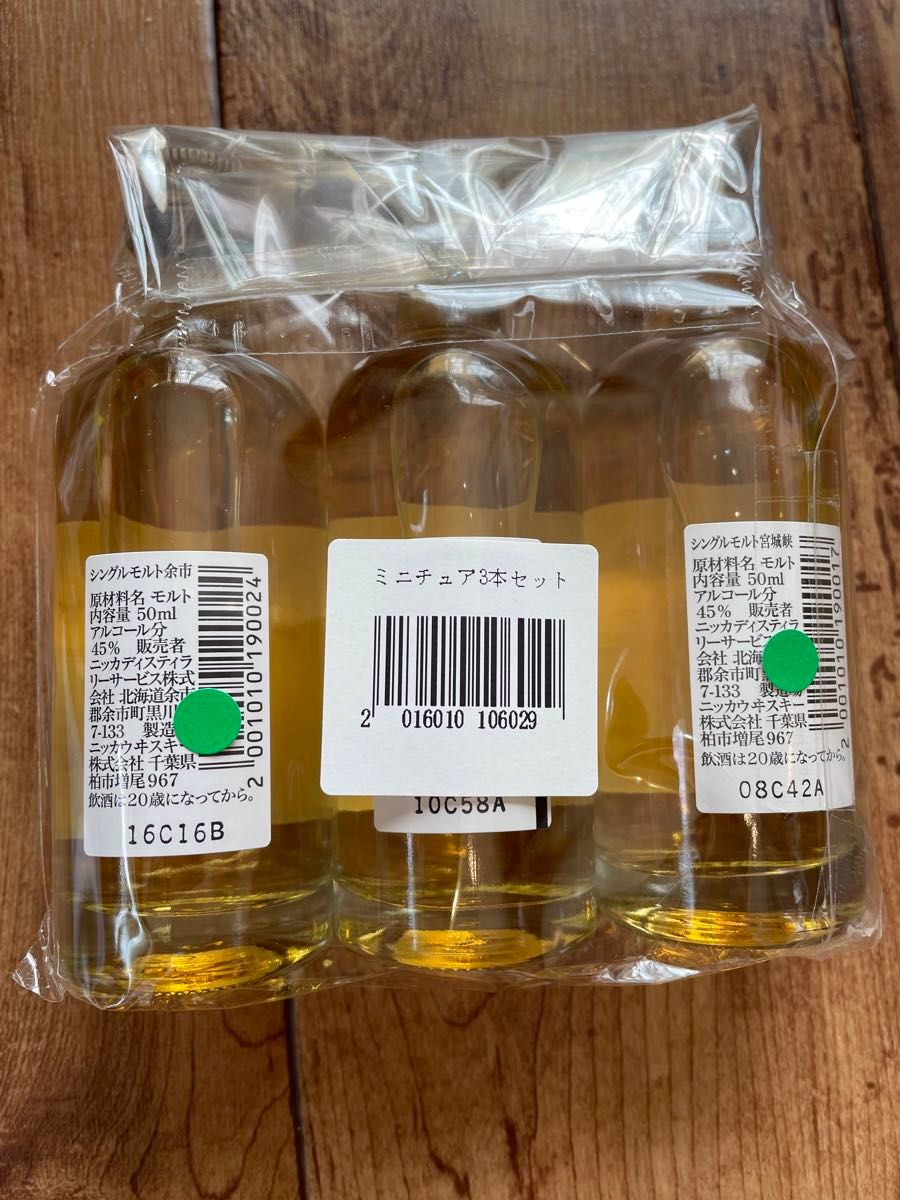 シングルモルト余市
原材料名 モルト
内容量 50ml
アルコール分
45% 販売者
ニッカディスティラ
リーサービス株式
会社 北海道余市
郡余市町黒川
7-133 製造
ニッカウヰスキー
株式会社 千葉県
柏市増尾967
飲酒は20歳になってから。
16C16B
2 001010 190024
ミニチュア3本セット
2 016010 106029
10C58A
シングルモルト宮城峡
原材料名 モルト
内容量 50ml
アルコール分
45% 販売者
ニッカディスティラ
リーサービス
会社 北海
郡余市町黒
7-133 製造場
ニッカウヰスキー
株式会社 千葉県
柏市増尾967
飲酒は20歳になってから。
08C42A
2 001010 190017